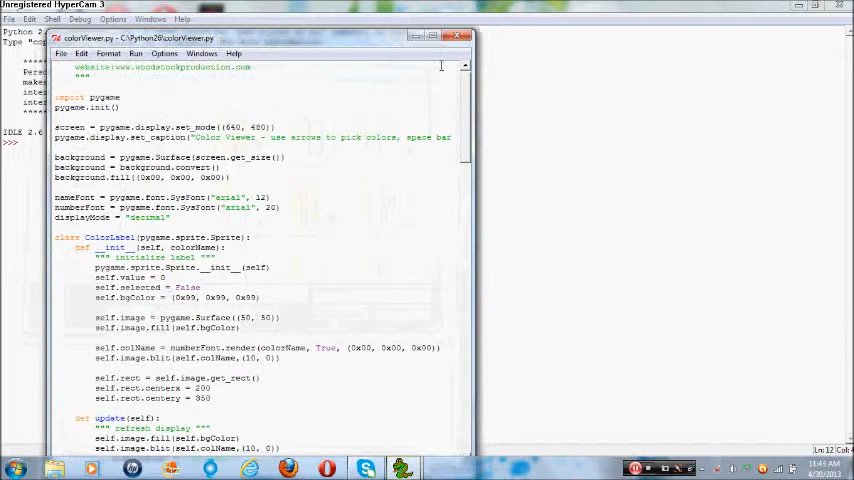 Unregistered HyperCam 3
File Edit Shell Debug Options Windows Help
Python 2
Type "cop
****
Perso
makes
inter
inter
****
IDLE 2.6
>>>
colorViewer.py - C:\Python26\colorViewer.py
File Edit Format Run Options Windows Help
website:www.woodstockproduction.com
"""
import pygame
pygame.init()
screen = pygame.display.set_mode((640, 480))
pygame.display.set_caption("Color Viewer - use arrows to pick colors, space bar
background = pygame.Surface(screen.get_size())
background = background.convert()
background.fill((0x00, 0x00, 0x00))
nameFont = pygame.font.SysFont("arial", 12)
numberFont = pygame.font.SysFont("arial", 20)
displayMode = "decimal"
class ColorLabel(pygame.sprite.Sprite):
def __init__(self, colorName):
""" initialize label """
pygame.sprite.Sprite.__init__(self)
self.value = 0
self.selected = False
self.bgColor = (0x99, 0x99, 0x99)
self.image = pygame.Surface((50, 50))
self.image.fill(self.bgColor)
self.colName = numberFont.render(colorName, True, (0x00, 0x00, 0x00))
self.image.blit(self.colName,(10, 0))
self.rect = self.image.get_rect()
self.rect.centerx = 200
self.rect.centery = 350
def update(self):
""" refresh display """
self.image.fill(self.bgColor)
self.image.blit(self.colName,(10, 0))
Ln: 12 Col: 4
11:43 AM
4/30/2013